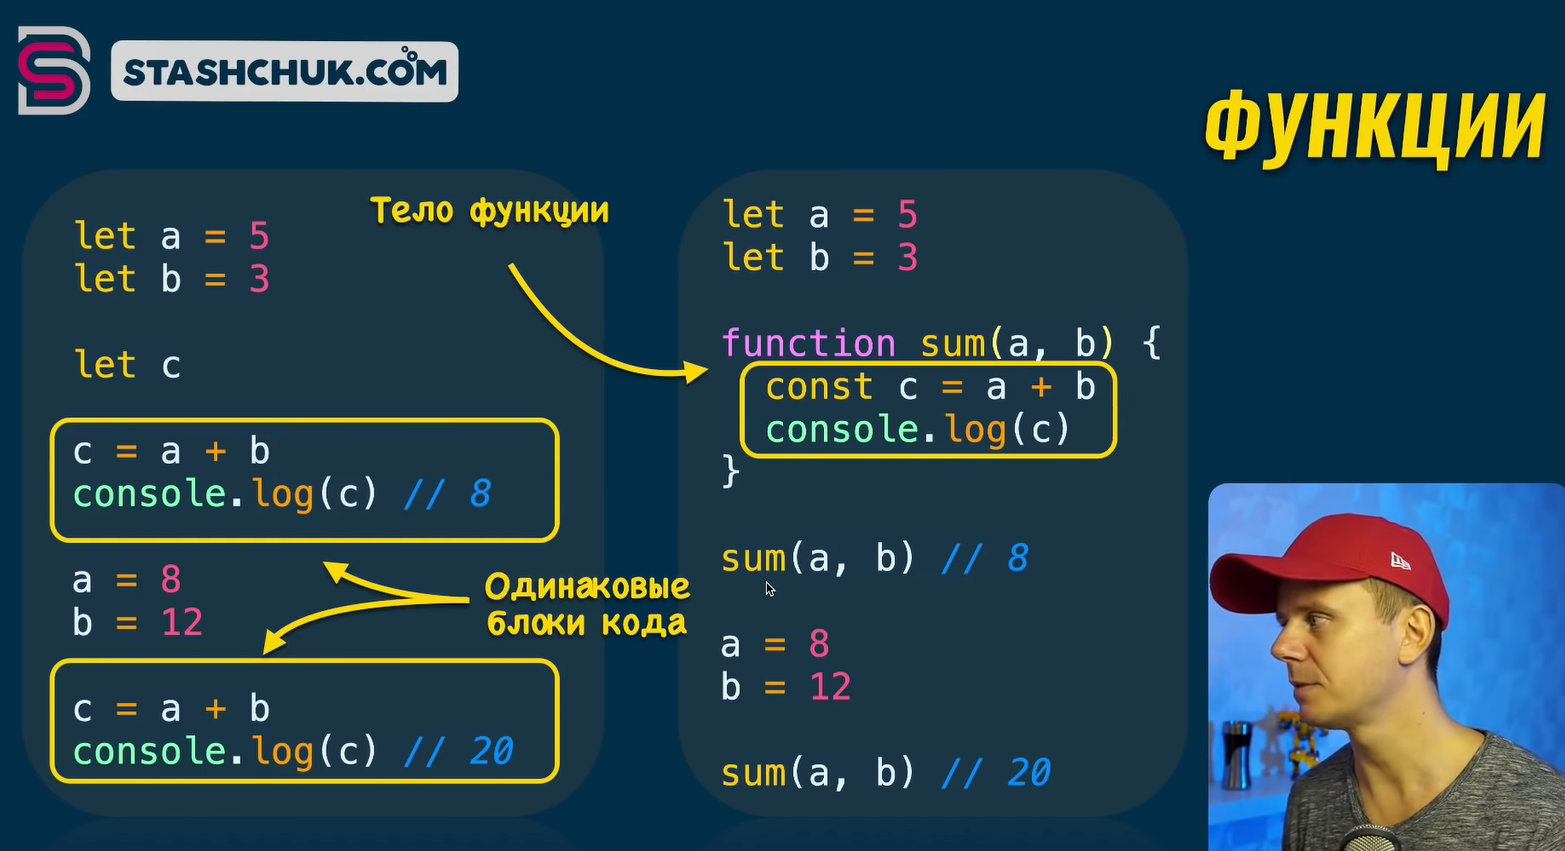 STASHCHUK.COM
ФУНКЦИИ
let a = 5
let b = 3
let c
c = a + b
console.log(c) // 8
a = 8
b = 12
c = a + b
console.log(c) // 20
Тело функции
Одинаковые
блоки кода
let a = 5
let b = 3
function sum(a, b) {
const c = a + b
console.log(c)
}
sum(a, b) // 8
a = 8
b = 12
sum(a, b) // 20